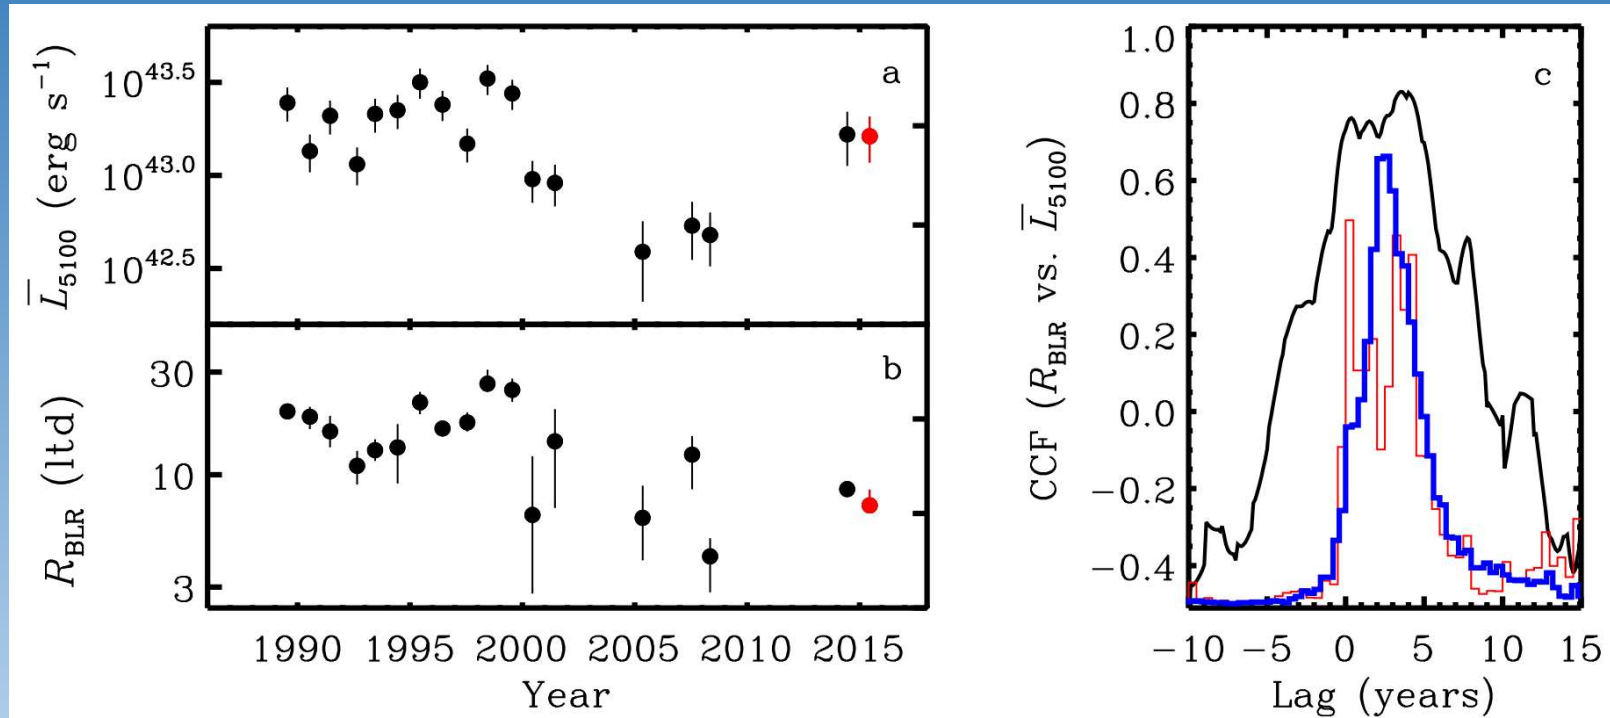 a
10^43.5
10^43.0
10^42.5
L̅_5100 (erg s^−1)
b
30
10
3
R_BLR (ltd)
1990 1995 2000 2005 2010 2015
Year
c
1.0
0.8
0.6
0.4
0.2
0.0
−0.2
−0.4
CCF (R_BLR vs. L̅_5100)
−10 −5 0 5 10 15
Lag (years)